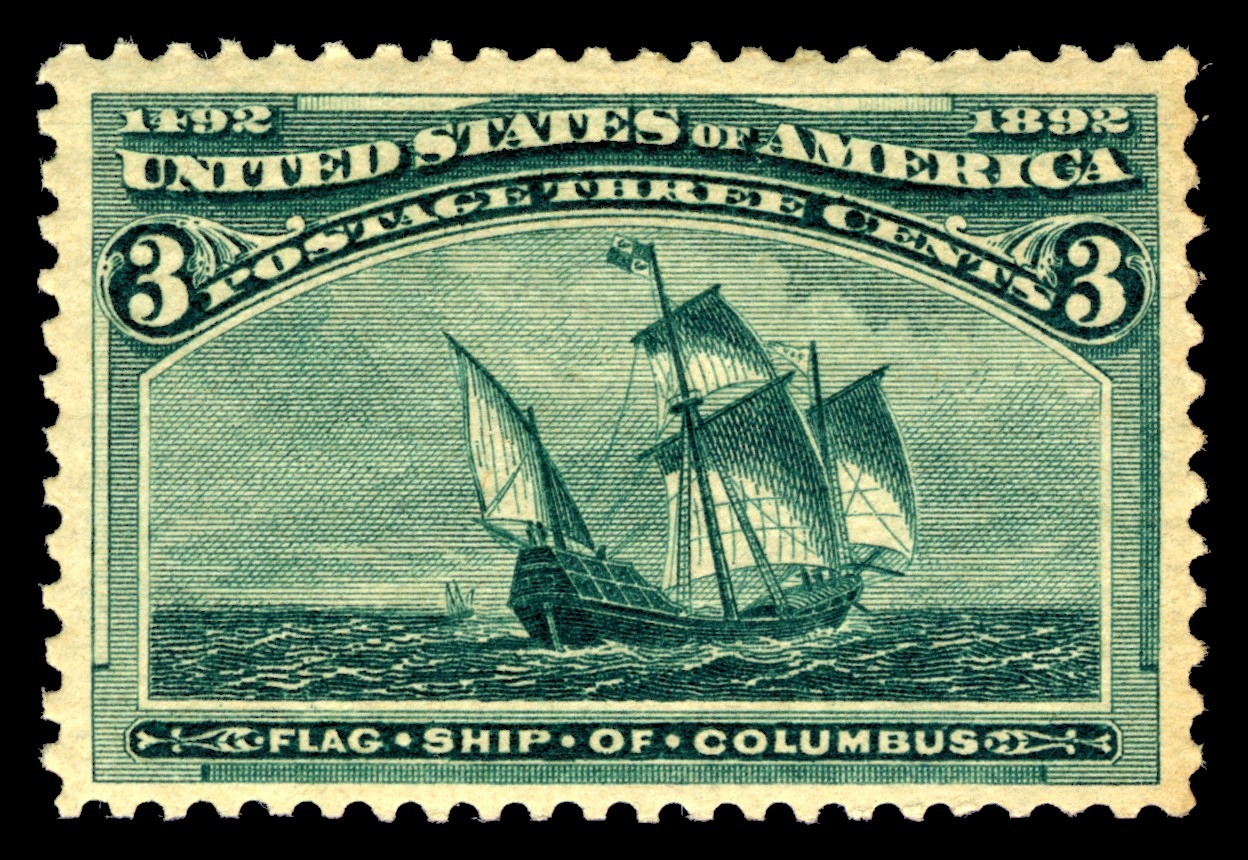 1492 1892
UNITED STATES OF AMERICA
POSTAGE THREE CENTS
3 3
FLAG • SHIP • OF • COLUMBUS